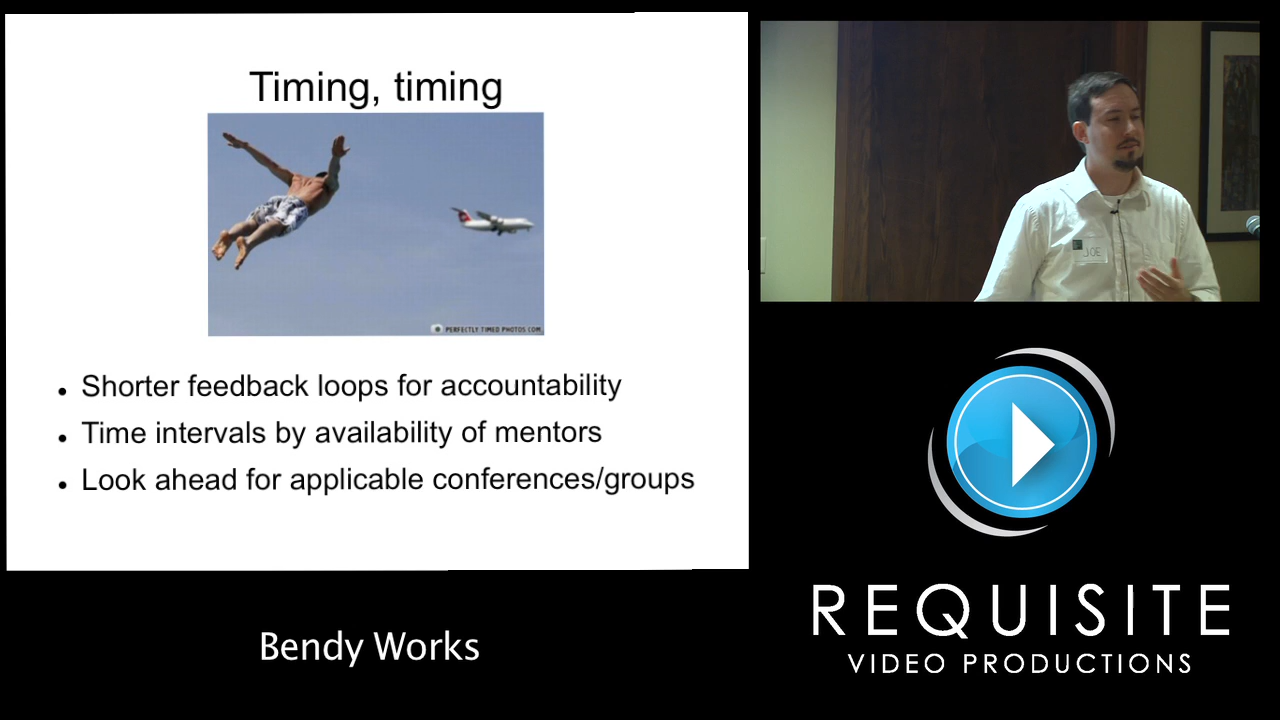 Timing, timing
PERFECTLY TIMED PHOTOS.COM
Shorter feedback loops for accountability
Time intervals by availability of mentors
Look ahead for applicable conferences/groups
JOE
Bendy Works
REQUISITE
VIDEO PRODUCTIONS